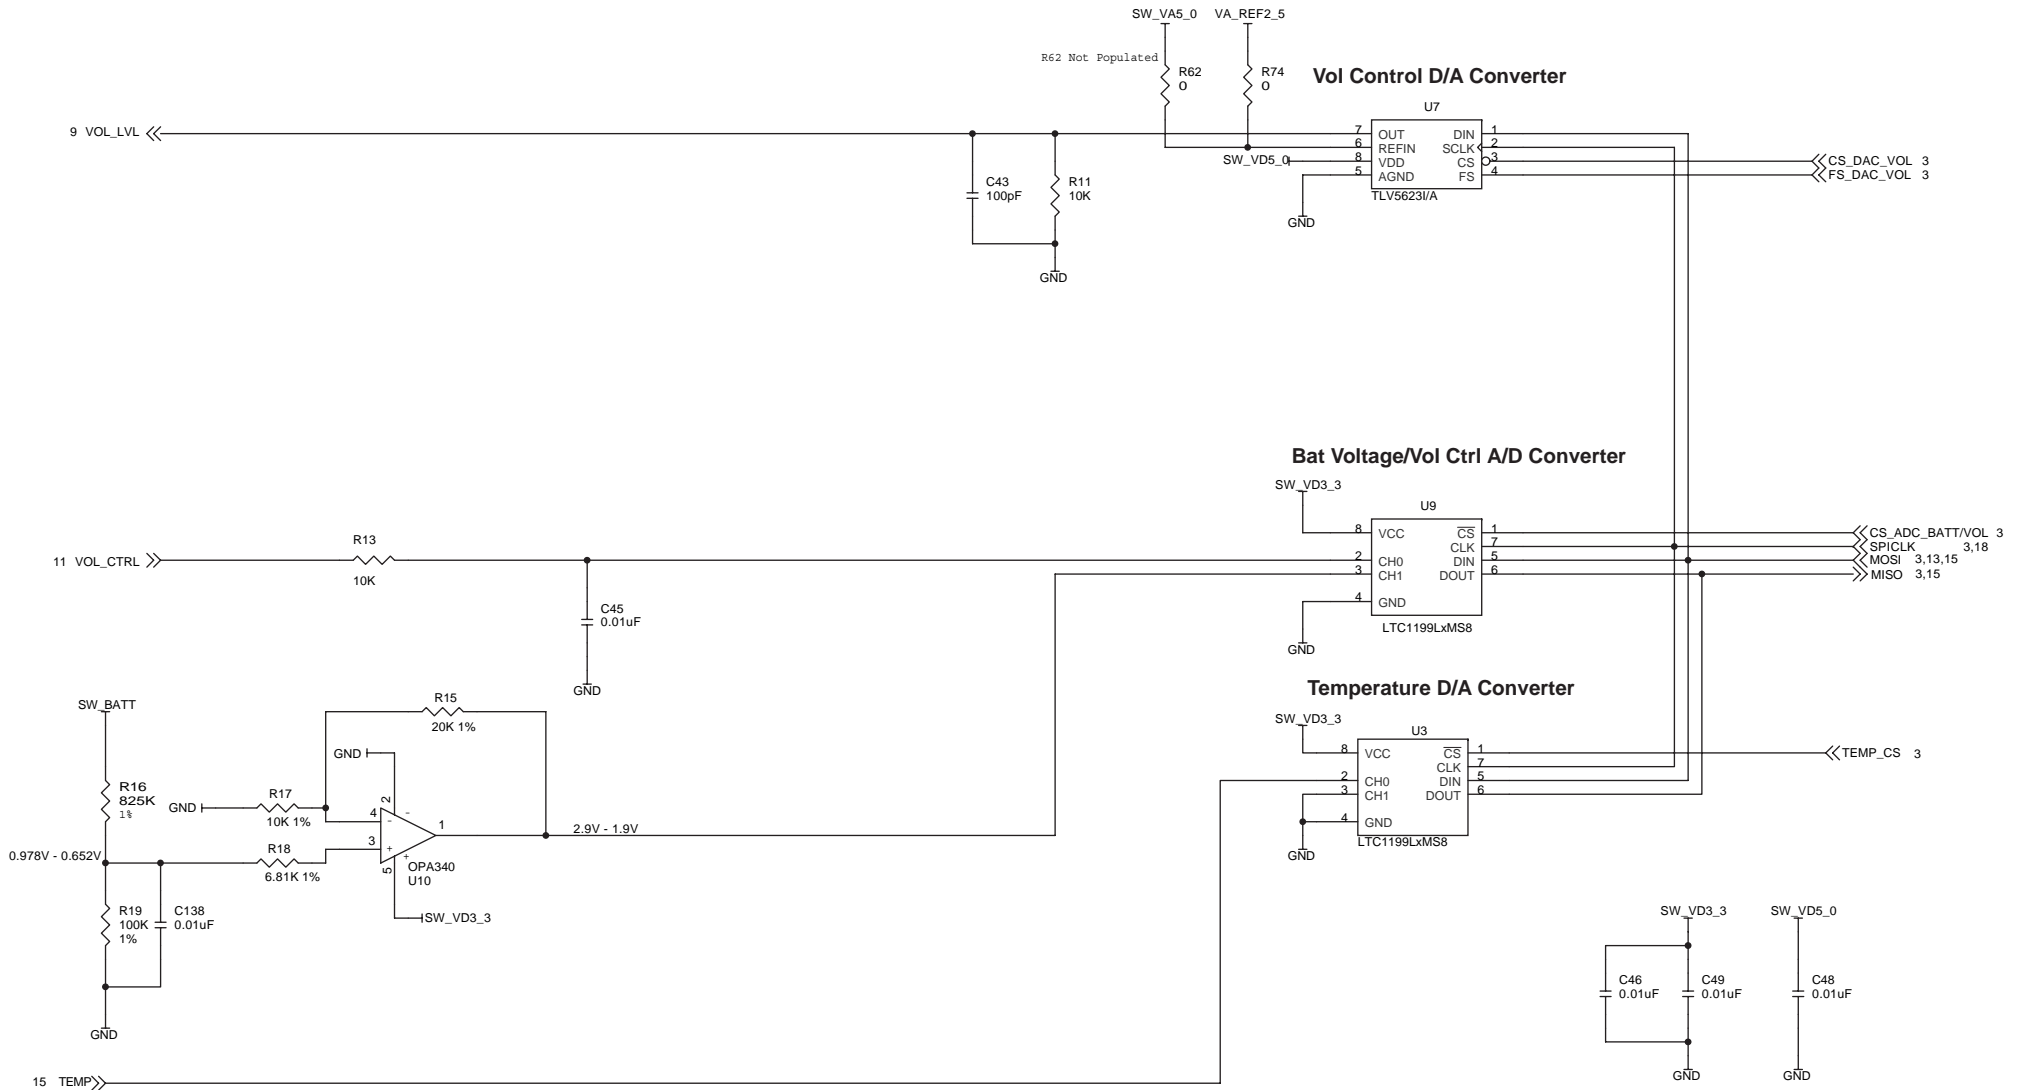 SW_VA5_0 VA_REF2_5
R62 Not Populated
R62
0
R74
0
Vol Control D/A Converter
U7
9 VOL_LVL
7 OUT DIN 1
6 REFIN SCLK 2
SW_VD5_0 8 VDD CS 3
5 AGND FS 4
TLV5623I/A
CS_DAC_VOL 3
FS_DAC_VOL 3
GND
C43
100pF
R11
10K
GND
Bat Voltage/Vol Ctrl A/D Converter
SW_VD3_3
U9
8 VCC CS 1
CLK 7
2 CH0 DIN 5
3 CH1 DOUT 6
4 GND
LTC1199LxMS8
GND
CS_ADC_BATT/VOL 3
SPICLK 3,18
MOSI 3,13,15
MISO 3,15
11 VOL_CTRL
R13
10K
C45
0.01uF
GND
Temperature D/A Converter
SW_VD3_3
U3
8 VCC CS 1
CLK 7
2 CH0 DIN 5
3 CH1 DOUT 6
4 GND
LTC1199LxMS8
GND
TEMP_CS 3
SW_BATT
R15
20K 1%
GND
R16
825K
1%
GND
R17
10K 1%
2
-
4
-
3
+
+
5
1
2.9V - 1.9V
OPA340
U10
0.978V - 0.652V
R18
6.81K 1%
SW_VD3_3
R19
100K
1%
C138
0.01uF
GND
SW_VD3_3
SW_VD5_0
C46
0.01uF
C49
0.01uF
C48
0.01uF
GND
GND
15 TEMP